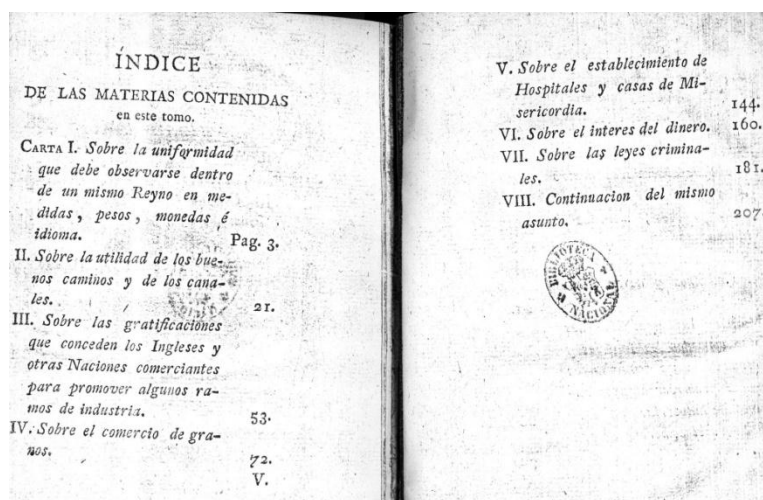 ÍNDICE
DE LAS MATERIAS CONTENIDAS
en este tomo.
CARTA I. Sobre la uniformidad
que debe observarse dentro
de un mismo Reyno en me-
didas, pesos, monedas é
idioma. Pag. 3.
II. Sobre la utilidad de los bue-
nos caminos y de los cana-
les. 21.
III. Sobre las gratificaciones
que conceden los Ingleses y
otras Naciones comerciantes
para promover algunos ra-
mos de industria. 53.
IV. Sobre el comercio de gra-
nos. 72.
V.
V. Sobre el establecimiento de
Hospitales y casas de Mi-
sericordia. 144.
VI. Sobre el interes del dinero. 160.
VII. Sobre las leyes crimina-
les. 181.
VIII. Continuacion del mismo
asunto. 207.
BIBLIOTECA
NACIONAL